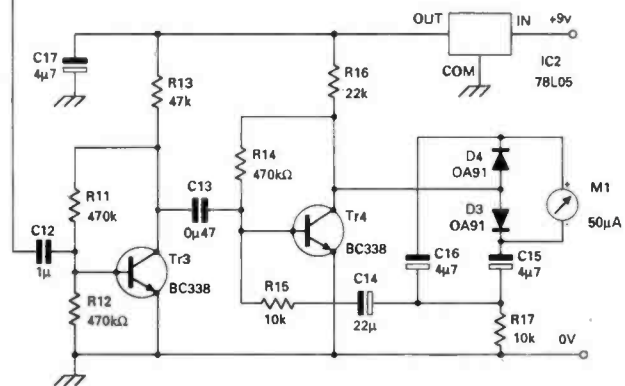 OUT
IN
+9v
COM
IC2
78L05
C17
4µ7
R13
47k
R16
22k
R11
470k
C13
0µ47
R14
470kΩ
D4
OA91
D3
OA91
M1
50µA
C12
1µ
Tr3
BC338
Tr4
BC338
C16
4µ7
C15
4µ7
R12
470kΩ
R15
10k
C14
22µ
R17
10k
0V
+